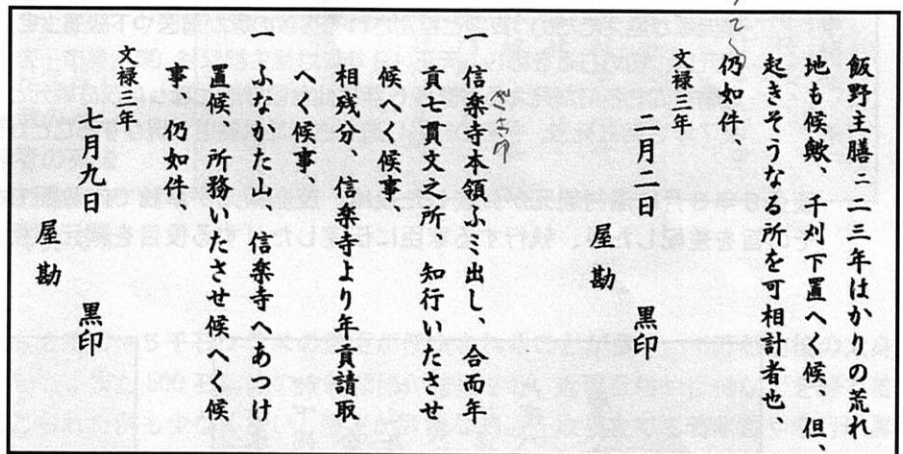 飯野主膳ニ二三年はかりの荒れ
地も候歟、千刈下置へく候、但、
起きそうなる所を可相計者也、
仍如件、
文禄三年
二月二日 屋勘 黒印
一 信楽寺本領ふミ出し、合而年
貢七貫文之所、知行いたさせ
候へく候事、
相残分、信楽寺より年貢請取
へく候事、
一 ふなかた山、信楽寺へあつけ
置候、所務いたさせ候へく候
事、仍如件、
文禄三年
七月九日 屋勘 黒印